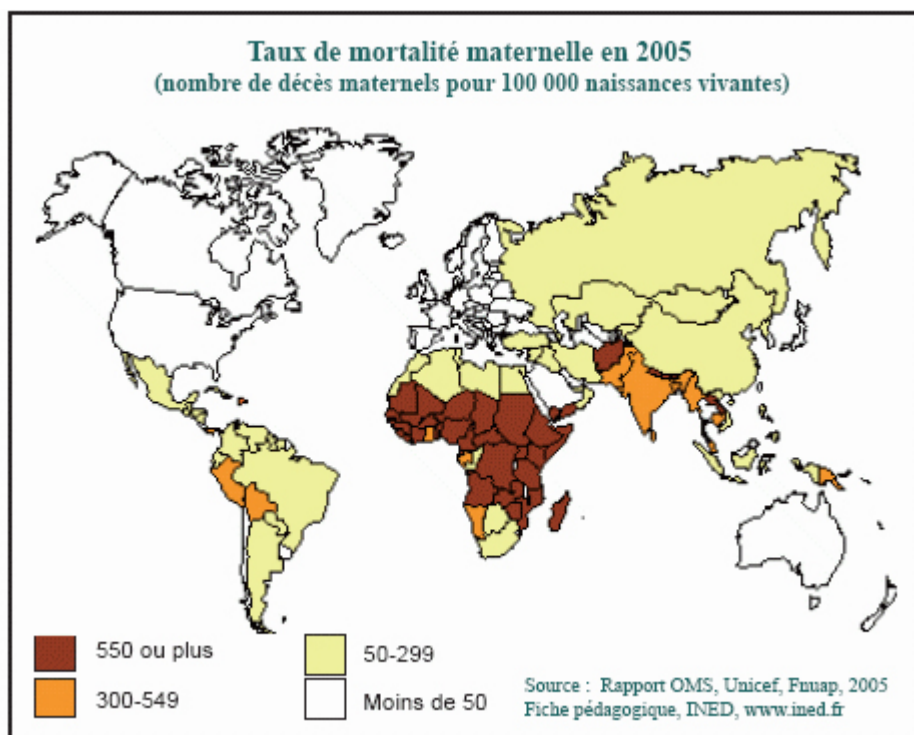 Taux de mortalité maternelle en 2005
(nombre de décès maternels pour 100 000 naissances vivantes)
550 ou plus
300-549
50-299
Moins de 50
Source : Rapport OMS, Unicef, Fnuap, 2005
Fiche pédagogique, INED, www.ined.fr